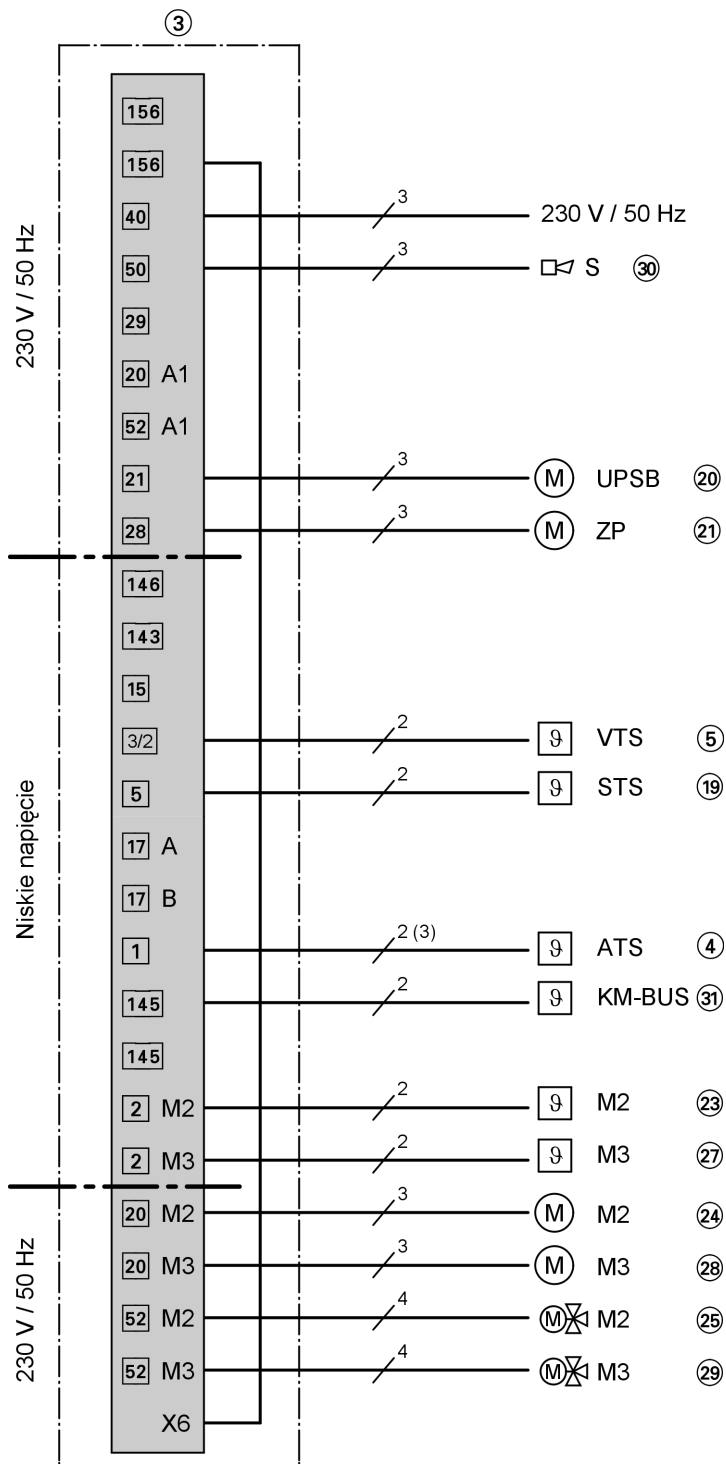 3
156
156
40 3 230 V / 50 Hz
50 3 S 30
29
20 A1
52 A1
21 3 M UPSB 20
28 3 M ZP 21
230 V / 50 Hz
146
143
15
3/2 2 ϑ VTS 5
5 2 ϑ STS 19
17 A
17 B
1 2 (3) ϑ ATS 4
145 2 ϑ KM-BUS 31
145
2 M2 2 ϑ M2 23
2 M3 2 ϑ M3 27
Niskie napięcie
20 M2 3 M M2 24
20 M3 3 M M3 28
52 M2 4 M M2 25
52 M3 4 M M3 29
X6
230 V / 50 Hz